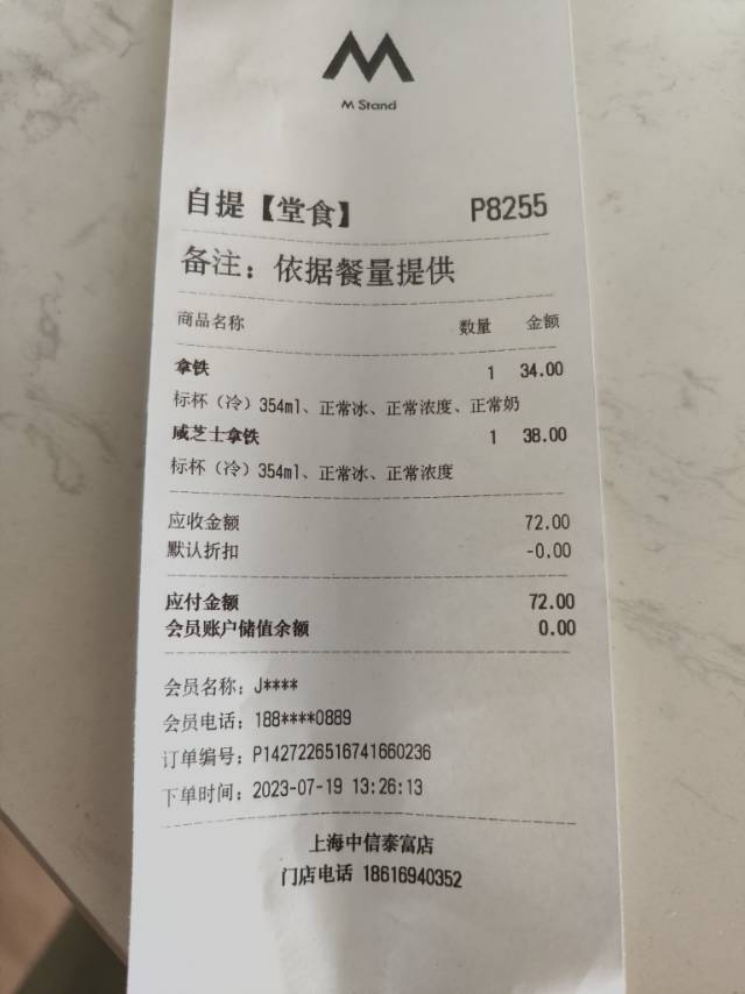 M Stand
自提【堂食】 P8255
备注：依据餐量提供
商品名称 数量 金额
拿铁 1 34.00
标杯（冷）354ml、正常冰、正常浓度、正常奶
咸芝士拿铁 1 38.00
标杯（冷）354ml、正常冰、正常浓度
应收金额 72.00
默认折扣 -0.00
应付金额 72.00
会员账户储值余额 0.00
会员名称：J****
会员电话：188****0889
订单编号：P1427226516741660236
下单时间：2023-07-19 13:26:13
上海中信泰富店
门店电话 18616940352